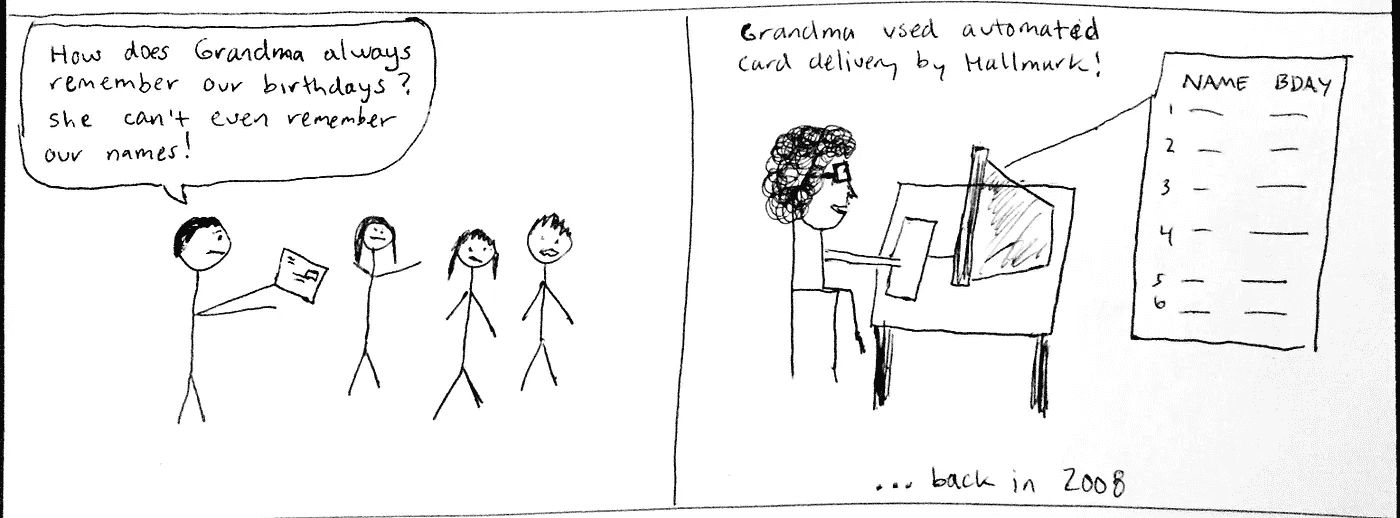 How does Grandma always
remember our birthdays?
she can't even remember
our names!
Grandma used automated
card delivery by Hallmark!
NAME BDAY
1
2
3
4
5
6
... back in 2008